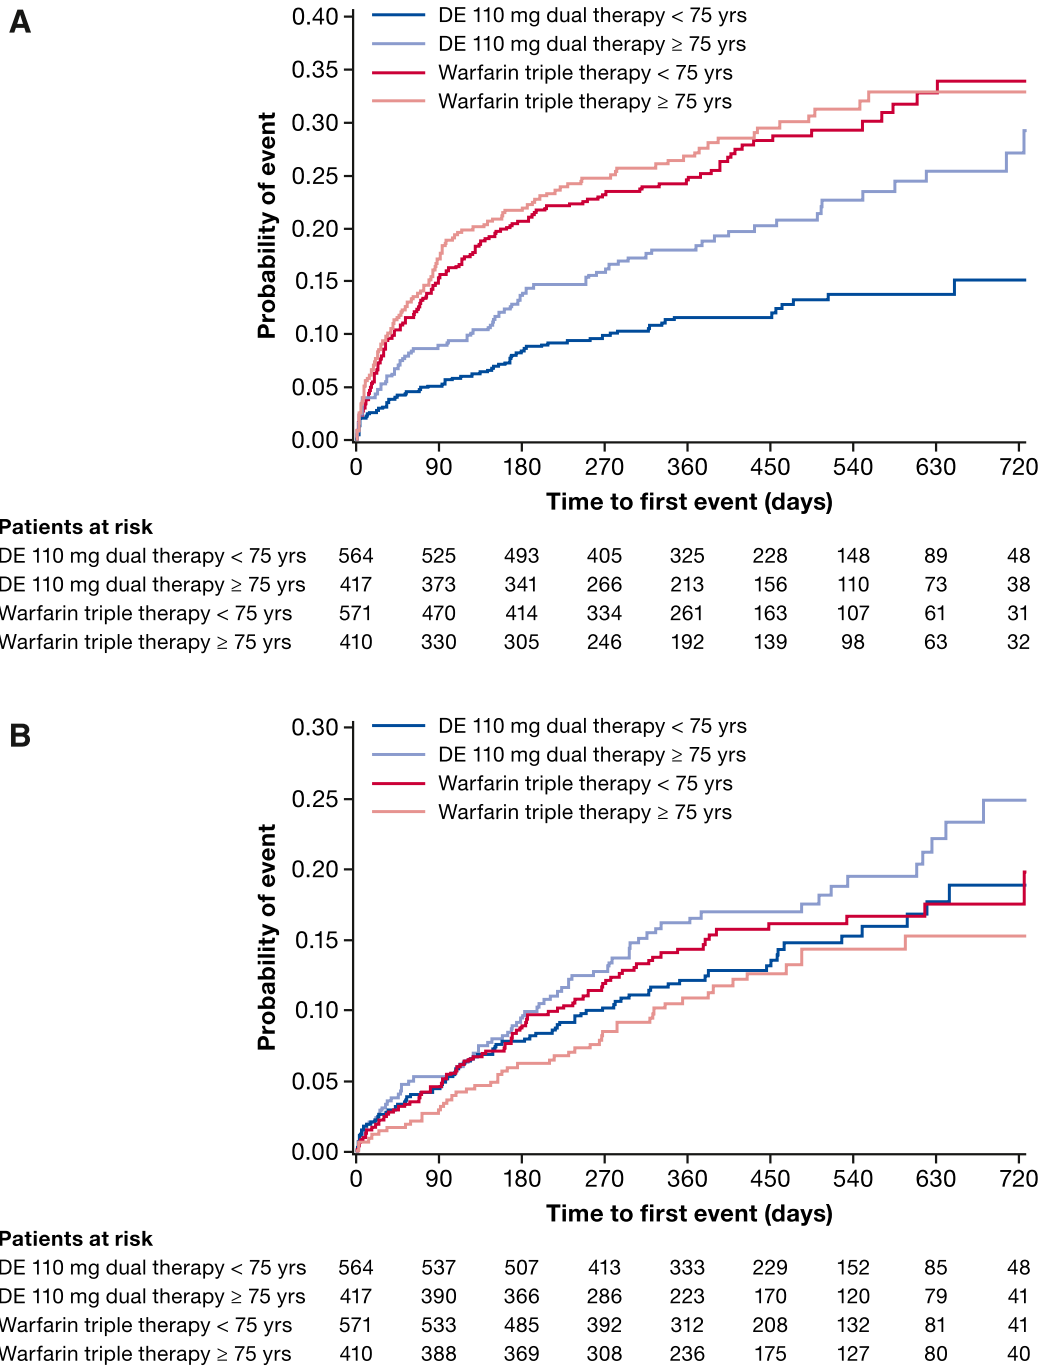 A
DE 110 mg dual therapy < 75 yrs
DE 110 mg dual therapy ≥ 75 yrs
Warfarin triple therapy < 75 yrs
Warfarin triple therapy ≥ 75 yrs
Probability of event
0.40
0.35
0.30
0.25
0.20
0.15
0.10
0.05
0.00
0 90 180 270 360 450 540 630 720
Time to first event (days)
Patients at risk
DE 110 mg dual therapy < 75 yrs 564 525 493 405 325 228 148 89 48
DE 110 mg dual therapy ≥ 75 yrs 417 373 341 266 213 156 110 73 38
Warfarin triple therapy < 75 yrs 571 470 414 334 261 163 107 61 31
Warfarin triple therapy ≥ 75 yrs 410 330 305 246 192 139 98 63 32
B
DE 110 mg dual therapy < 75 yrs
DE 110 mg dual therapy ≥ 75 yrs
Warfarin triple therapy < 75 yrs
Warfarin triple therapy ≥ 75 yrs
Probability of event
0.30
0.25
0.20
0.15
0.10
0.05
0.00
0 90 180 270 360 450 540 630 720
Time to first event (days)
Patients at risk
DE 110 mg dual therapy < 75 yrs 564 537 507 413 333 229 152 85 48
DE 110 mg dual therapy ≥ 75 yrs 417 390 366 286 223 170 120 79 41
Warfarin triple therapy < 75 yrs 571 533 485 392 312 208 132 81 41
Warfarin triple therapy ≥ 75 yrs 410 388 369 308 236 175 127 80 40